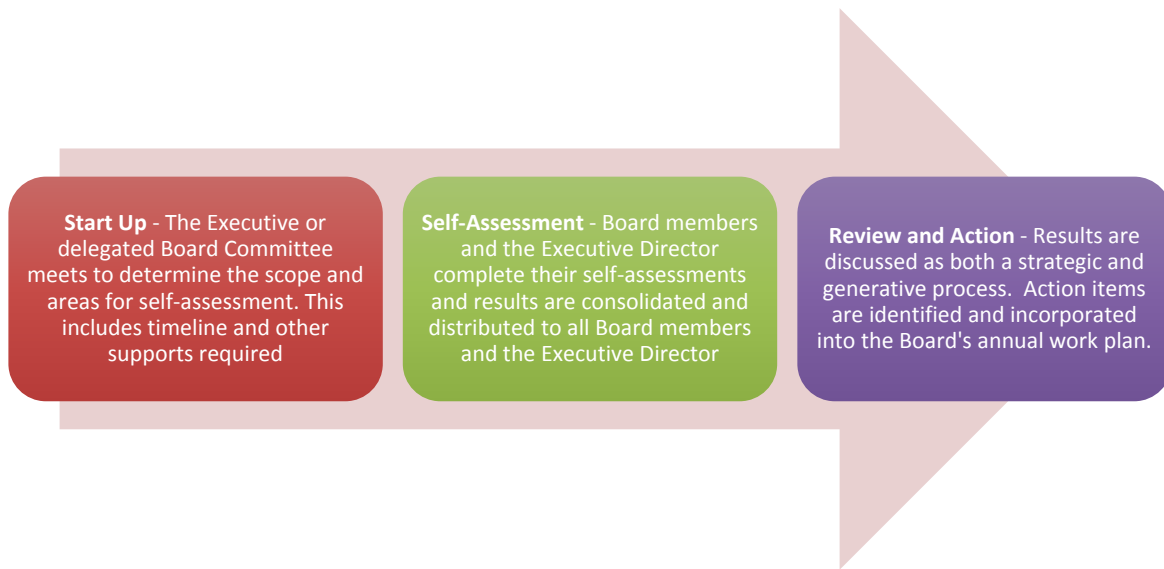 Start Up - The Executive or
delegated Board Committee
meets to determine the scope and
areas for self-assessment. This
includes timeline and other
supports required
Self-Assessment - Board members
and the Executive Director
complete their self-assessments
and results are consolidated and
distributed to all Board members
and the Executive Director
Review and Action - Results are
discussed as both a strategic and
generative process.  Action items
are identified and incorporated
into the Board's annual work plan.